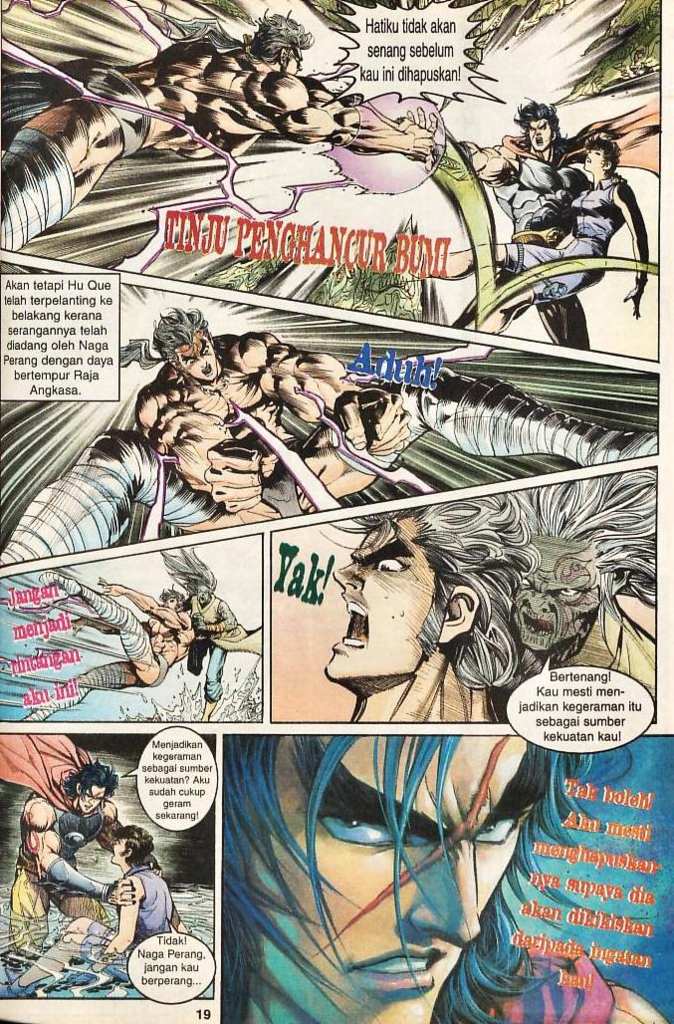 Hatiku tidak akan
senang sebelum
kau ini dihapuskan!
TINJU PENGHANCUR BUMI
Akan tetapi Hu Que
telah terpelanting ke
belakang kerana
serangannya telah
diadang oleh Naga
Perang dengan daya
bertempur Raja
Angkasa.
Aduh!
Jangan
menjadi
rintangan
aku ini!
Yak!
Bertenang!
Kau mesti men-
jadikan kegeraman itu
sebagai sumber
kekuatan kau!
Menjadikan
kegeraman
sebagai sumber
kekuatan? Aku
sudah cukup
geram
sekarang!
Tidak!
Naga Perang,
jangan kau
berperang...
Tak boleh!
Aku mesti
menghapuskan
nya supaya dia
akan dikikiskan
daripada ingatan
kau!
19